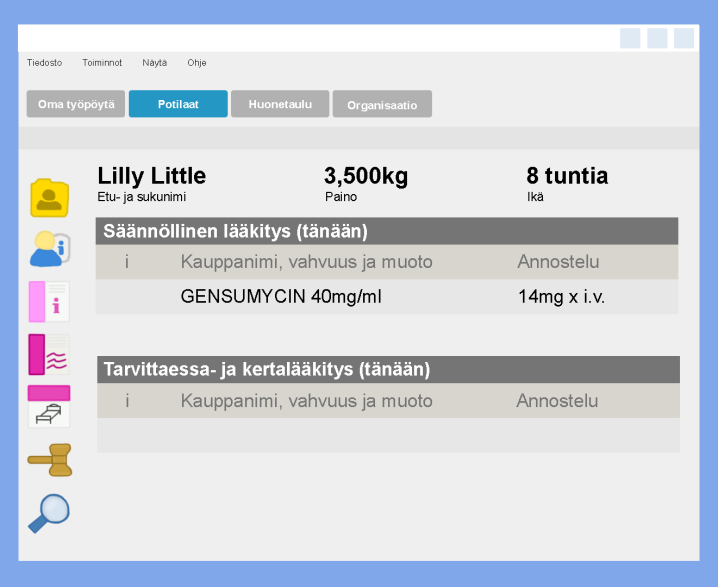 Tiedosto Toiminnot Näytä Ohje
Oma työpöytä Potilaat Huonetaulu Organisaatio
Lilly Little 3,500kg 8 tuntia
Etu- ja sukunimi Paino Ikä
Säännöllinen lääkitys (tänään)
i Kauppanimi, vahvuus ja muoto Annostelu
GENSUMYCIN 40mg/ml 14mg x i.v.
Tarvittaessa- ja kertalääkitys (tänään)
i Kauppanimi, vahvuus ja muoto Annostelu
i
i